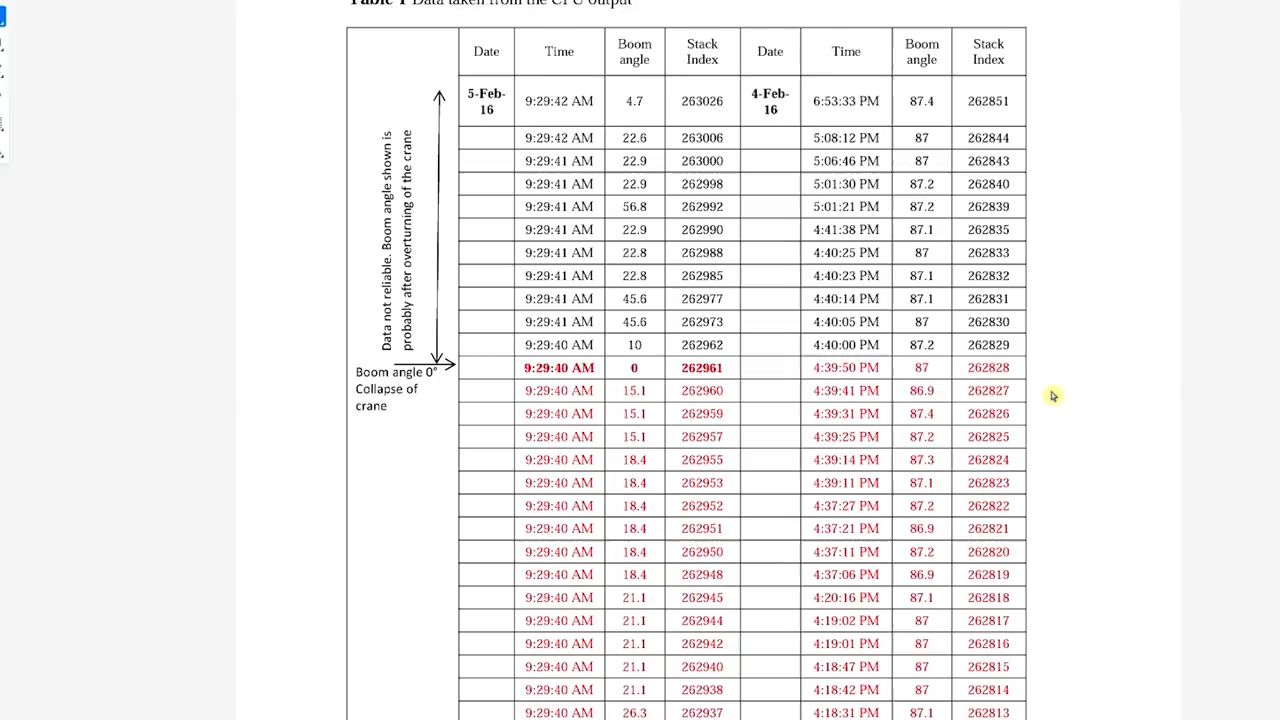 Table 1 Data taken from the CPU output
Date Time Boom angle Stack Index Date Time Boom angle Stack Index
5-Feb-16 9:29:42 AM 4.7 263026 4-Feb-16 6:53:33 PM 87.4 262851
9:29:42 AM 22.6 263006 5:08:12 PM 87 262844
9:29:41 AM 22.9 263000 5:06:46 PM 87 262843
9:29:41 AM 22.9 262998 5:01:30 PM 87.2 262840
9:29:41 AM 56.8 262992 5:01:21 PM 87.2 262839
9:29:41 AM 22.9 262990 4:41:38 PM 87.1 262835
9:29:41 AM 22.8 262988 4:40:25 PM 87 262833
9:29:41 AM 22.8 262985 4:40:23 PM 87.1 262832
9:29:41 AM 45.6 262977 4:40:14 PM 87.1 262831
9:29:41 AM 45.6 262973 4:40:05 PM 87 262830
9:29:40 AM 10 262962 4:40:00 PM 87.2 262829
9:29:40 AM 0 262961 4:39:50 PM 87 262828
9:29:40 AM 15.1 262960 4:39:41 PM 86.9 262827
9:29:40 AM 15.1 262959 4:39:31 PM 87.4 262826
9:29:40 AM 15.1 262957 4:39:25 PM 87.2 262825
9:29:40 AM 18.4 262955 4:39:14 PM 87.3 262824
9:29:40 AM 18.4 262953 4:39:11 PM 87.1 262823
9:29:40 AM 18.4 262952 4:37:27 PM 87.2 262822
9:29:40 AM 18.4 262951 4:37:21 PM 86.9 262821
9:29:40 AM 18.4 262950 4:37:11 PM 87.2 262820
9:29:40 AM 18.4 262948 4:37:06 PM 86.9 262819
9:29:40 AM 21.1 262945 4:20:16 PM 87.1 262818
9:29:40 AM 21.1 262944 4:19:02 PM 87 262817
9:29:40 AM 21.1 262942 4:19:01 PM 87 262816
9:29:40 AM 21.1 262940 4:18:47 PM 87 262815
9:29:40 AM 21.1 262938 4:18:42 PM 87 262814
9:29:40 AM 26.3 262937 4:18:31 PM 87.1 262813
Data not reliable. Boom angle shown is
probably after overturning of the crane
Boom angle 0°
Collapse of
crane